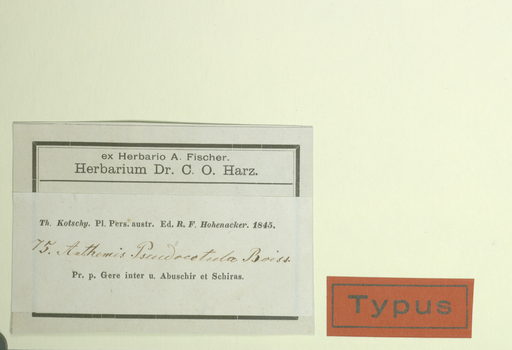 ex Herbario A. Fischer.
Herbarium Dr. C. O. Harz.
Th. Kotschy. Pl. Pers. austr. Ed. R. F. Hohenacker. 1845.
75. Anthemis Pseudocotula Boiss.
Pr. p. Gere inter u. Abuschir et Schiras.
Typus